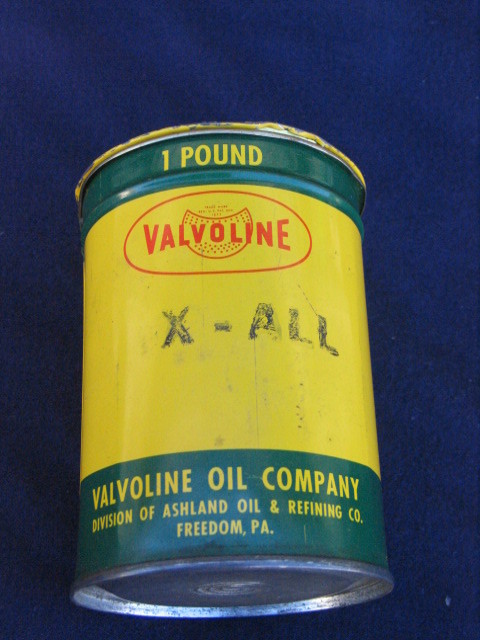 1 POUND
VALVOLINE
X-ALL
VALVOLINE OIL COMPANY
DIVISION OF ASHLAND OIL & REFINING CO.
FREEDOM, PA.